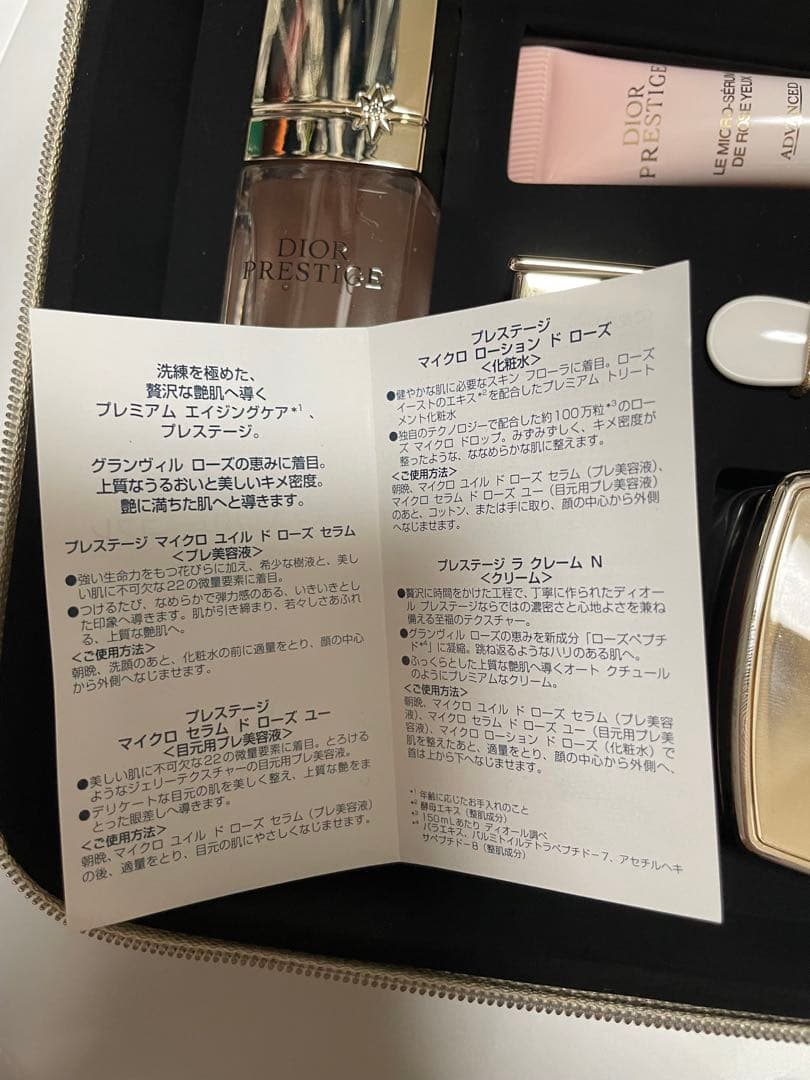 DIOR
PRESTIGE
DIOR
PRESTIGE
LE MICRO-SÉRUM
DE ROSE YEUX
ADVANCED
洗練を極めた、
贅沢な艶肌へ導く
プレミアム エイジングケア*1、
プレステージ。
グランヴィル ローズの恵みに着目。
上質なうるおいと美しいキメ密度。
艶に満ちた肌へと導きます。
プレステージ マイクロ ユイル ド ローズ セラム
<プレ美容液>
●強い生命力をもつ花びらに加え、希少な樹液と、美し
い肌に不可欠な22の微量要素に着目。
●つけるたび、なめらかで弾力感のある、いきいきとし
た印象へ導きます。肌が引き締まり、若々しさあふれ
る、上質な艶肌へ。
<ご使用方法>
朝晩、洗顔のあと、化粧水の前に適量をとり、顔の中心
から外側へなじませます。
プレステージ
マイクロ セラム ド ローズ ユー
<目元用プレ美容液>
●美しい肌に不可欠な22の微量要素に着目。とろける
ようなジェリーテクスチャーの目元用プレ美容液。
●デリケートな目元の肌を美しく整え、上質な艶をま
とった眼差しへ導きます。
<ご使用方法>
朝晩、マイクロ ユイル ド ローズ セラム（プレ美容液）
の後、適量をとり、目元の肌にやさしくなじませます。
プレステージ
マイクロ ローション ド ローズ
<化粧水>
●健やかな肌に必要なスキン フローラに着目。ローズ
イーストのエキス*2を配合したプレミアム トリート
メント化粧水
●独自のテクノロジーで配合した約100万粒*3のロー
ズ マイクロ ドロップ。みずみずしく、キメ密度が
整ったような、ななめらかな肌に整えます。
<ご使用方法>
朝晩、マイクロ ユイル ド ローズ セラム（プレ美容液）、
マイクロ セラム ド ローズ ユー（目元用プレ美容液）
のあと、コットン、または手に取り、顔の中心から外側
へなじませます。
プレステージ ラ クレーム N
<クリーム>
●贅沢に時間をかけた工程で、丁寧に作られたディオー
ル プレステージならではの濃密さと心地よさを兼ね
備える至福のテクスチャー。
●グランヴィル ローズの恵みを新成分「ローズペプチ
ド*4」に凝縮。跳ね返るようなハリのある肌へ。
●ふっくらとした上質な艶肌へ導くオート クチュール
のようにプレミアムなクリーム。
<ご使用方法>
朝晩、マイクロ ユイル ド ローズ セラム（プレ美容
液）、マイクロ セラム ド ローズ ユー（目元用プレ美
容液）、マイクロ ローション ド ローズ（化粧水）で
肌を整えたあと、適量をとり、顔の中心から外側へ、
首は上から下へなじませます。
*1 年齢に応じたお手入れのこと
*2 酵母エキス（整肌成分）
*3 150mLあたり ディオール調べ
*4 バラエキス、パルミトイルテトラペプチド-7、アセチルヘキ
サペプチド-8（整肌成分）